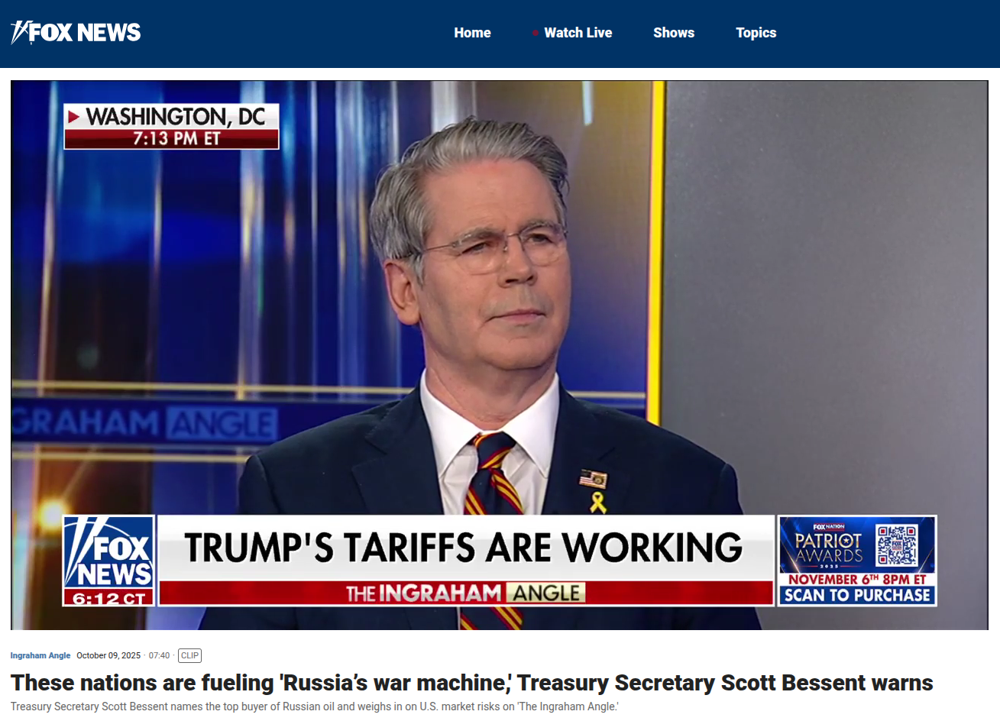 FOX NEWS
Home
Watch Live
Shows
Topics
WASHINGTON, DC
7:13 PM ET
GRAHAM ANGLE
FOX NEWS
6:12 CT
TRUMP'S TARIFFS ARE WORKING
THE INGRAHAM ANGLE
FOX NATION
PATRIOT
AWARDS
2025
NOVEMBER 6TH 8PM ET
SCAN TO PURCHASE
Ingraham Angle October 09, 2025 · 07:40 · CLIP
These nations are fueling 'Russia’s war machine,' Treasury Secretary Scott Bessent warns
Treasury Secretary Scott Bessent names the top buyer of Russian oil and weighs in on U.S. market risks on 'The Ingraham Angle.'